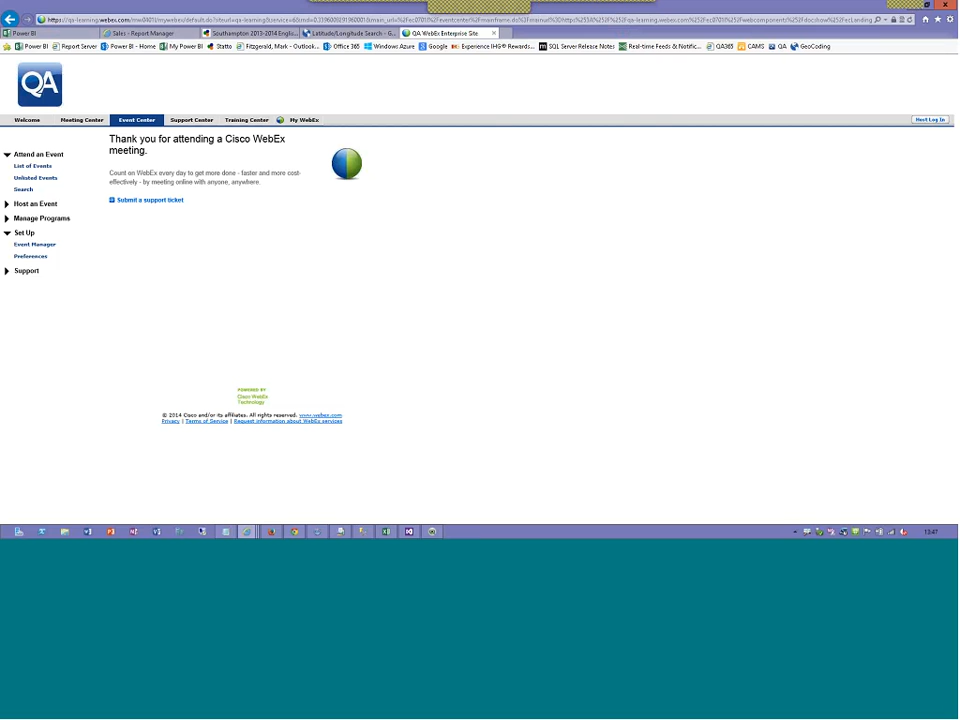 Power BI
Sales - Report Manager
Southampton 2013-2014 Englis...
Latitude/Longitude Search - G...
QA WebEx Enterprise Site
Power BI
Report Server
Power BI - Home
My Power BI
Statto
Fitzgerald, Mark - Outlook...
Office 365
Windows Azure
Google
Experience IHG® Rewards...
SQL Server Release Notes
Real-time Feeds & Notific...
QA365
CAMS
QA
GeoCoding
QA
Welcome
Meeting Center
Event Center
Support Center
Training Center
My WebEx
Host Log In
Attend an Event
List of Events
Unlisted Events
Search
Host an Event
Manage Programs
Set Up
Event Manager
Preferences
Support
Thank you for attending a Cisco WebEx
meeting.
Count on WebEx every day to get more done - faster and more cost-
effectively - by meeting online with anyone, anywhere.
Submit a support ticket
POWERED BY
Cisco WebEx
Technology
© 2014 Cisco and/or its affiliates. All rights reserved. www.webex.com
Privacy | Terms of Service | Request information about WebEx services
13:47